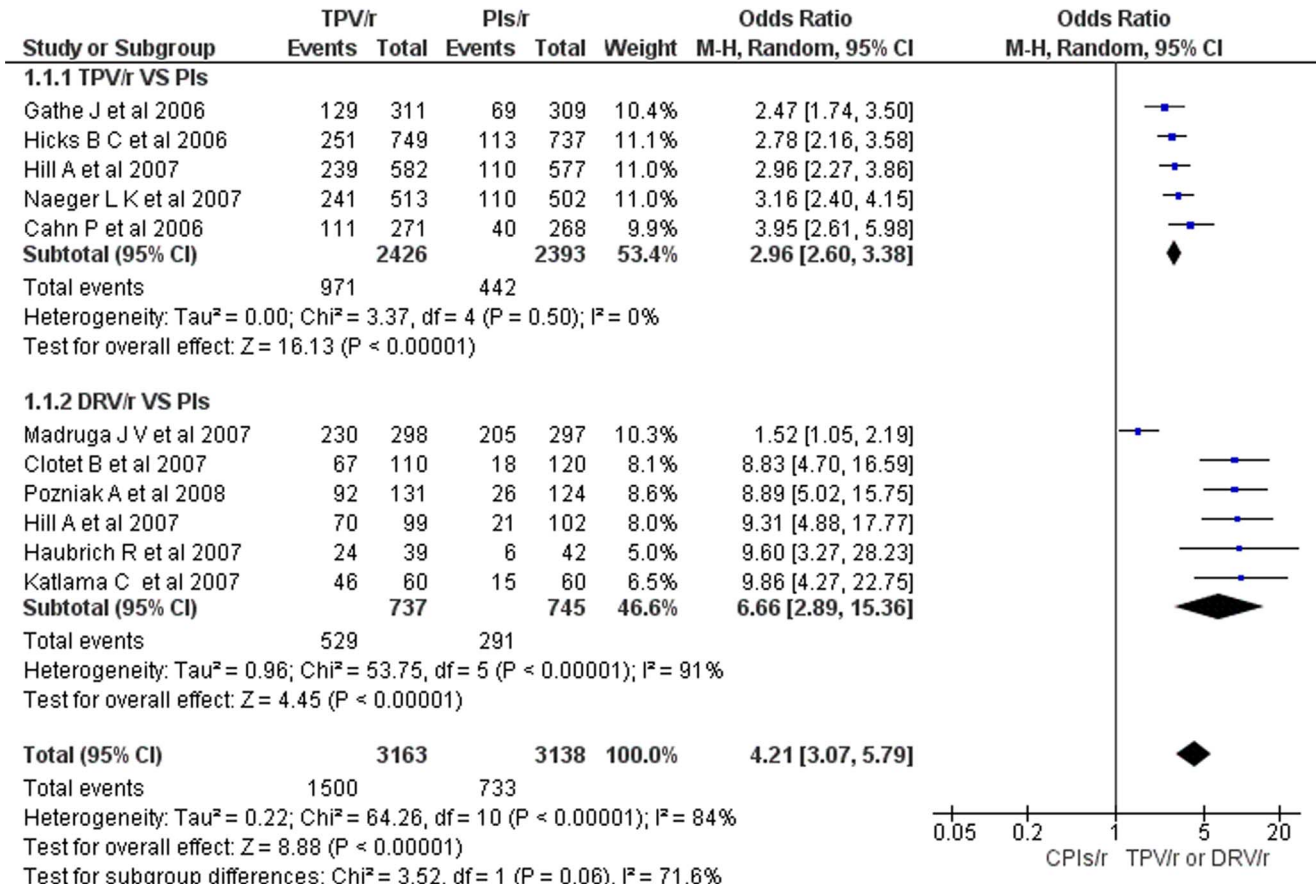 TPV/r PIs/r Odds Ratio Odds Ratio
Study or Subgroup Events Total Events Total Weight M-H, Random, 95% CI M-H, Random, 95% CI
1.1.1 TPV/r VS PIs
Gathe J et al 2006 129 311 69 309 10.4% 2.47 [1.74, 3.50]
Hicks B C et al 2006 251 749 113 737 11.1% 2.78 [2.16, 3.58]
Hill A et al 2007 239 582 110 577 11.0% 2.96 [2.27, 3.86]
Naeger L K et al 2007 241 513 110 502 11.0% 3.16 [2.40, 4.15]
Cahn P et al 2006 111 271 40 268 9.9% 3.95 [2.61, 5.98]
Subtotal (95% CI) 2426 2393 53.4% 2.96 [2.60, 3.38]
Total events 971 442
Heterogeneity: Tau² = 0.00; Chi² = 3.37, df = 4 (P = 0.50); I² = 0%
Test for overall effect: Z = 16.13 (P < 0.00001)
1.1.2 DRV/r VS PIs
Madruga J V et al 2007 230 298 205 297 10.3% 1.52 [1.05, 2.19]
Clotet B et al 2007 67 110 18 120 8.1% 8.83 [4.70, 16.59]
Pozniak A et al 2008 92 131 26 124 8.6% 8.89 [5.02, 15.75]
Hill A et al 2007 70 99 21 102 8.0% 9.31 [4.88, 17.77]
Haubrich R et al 2007 24 39 6 42 5.0% 9.60 [3.27, 28.23]
Katlama C et al 2007 46 60 15 60 6.5% 9.86 [4.27, 22.75]
Subtotal (95% CI) 737 745 46.6% 6.66 [2.89, 15.36]
Total events 529 291
Heterogeneity: Tau² = 0.96; Chi² = 53.75, df = 5 (P < 0.00001); I² = 91%
Test for overall effect: Z = 4.45 (P < 0.00001)
Total (95% CI) 3163 3138 100.0% 4.21 [3.07, 5.79]
Total events 1500 733
Heterogeneity: Tau² = 0.22; Chi² = 64.26, df = 10 (P < 0.00001); I² = 84%
Test for overall effect: Z = 8.88 (P < 0.00001)
Test for subgroup differences: Chi² = 3.52, df = 1 (P = 0.06), I² = 71.6%
0.05 0.2 1 5 20
CPIs/r TPV/r or DRV/r